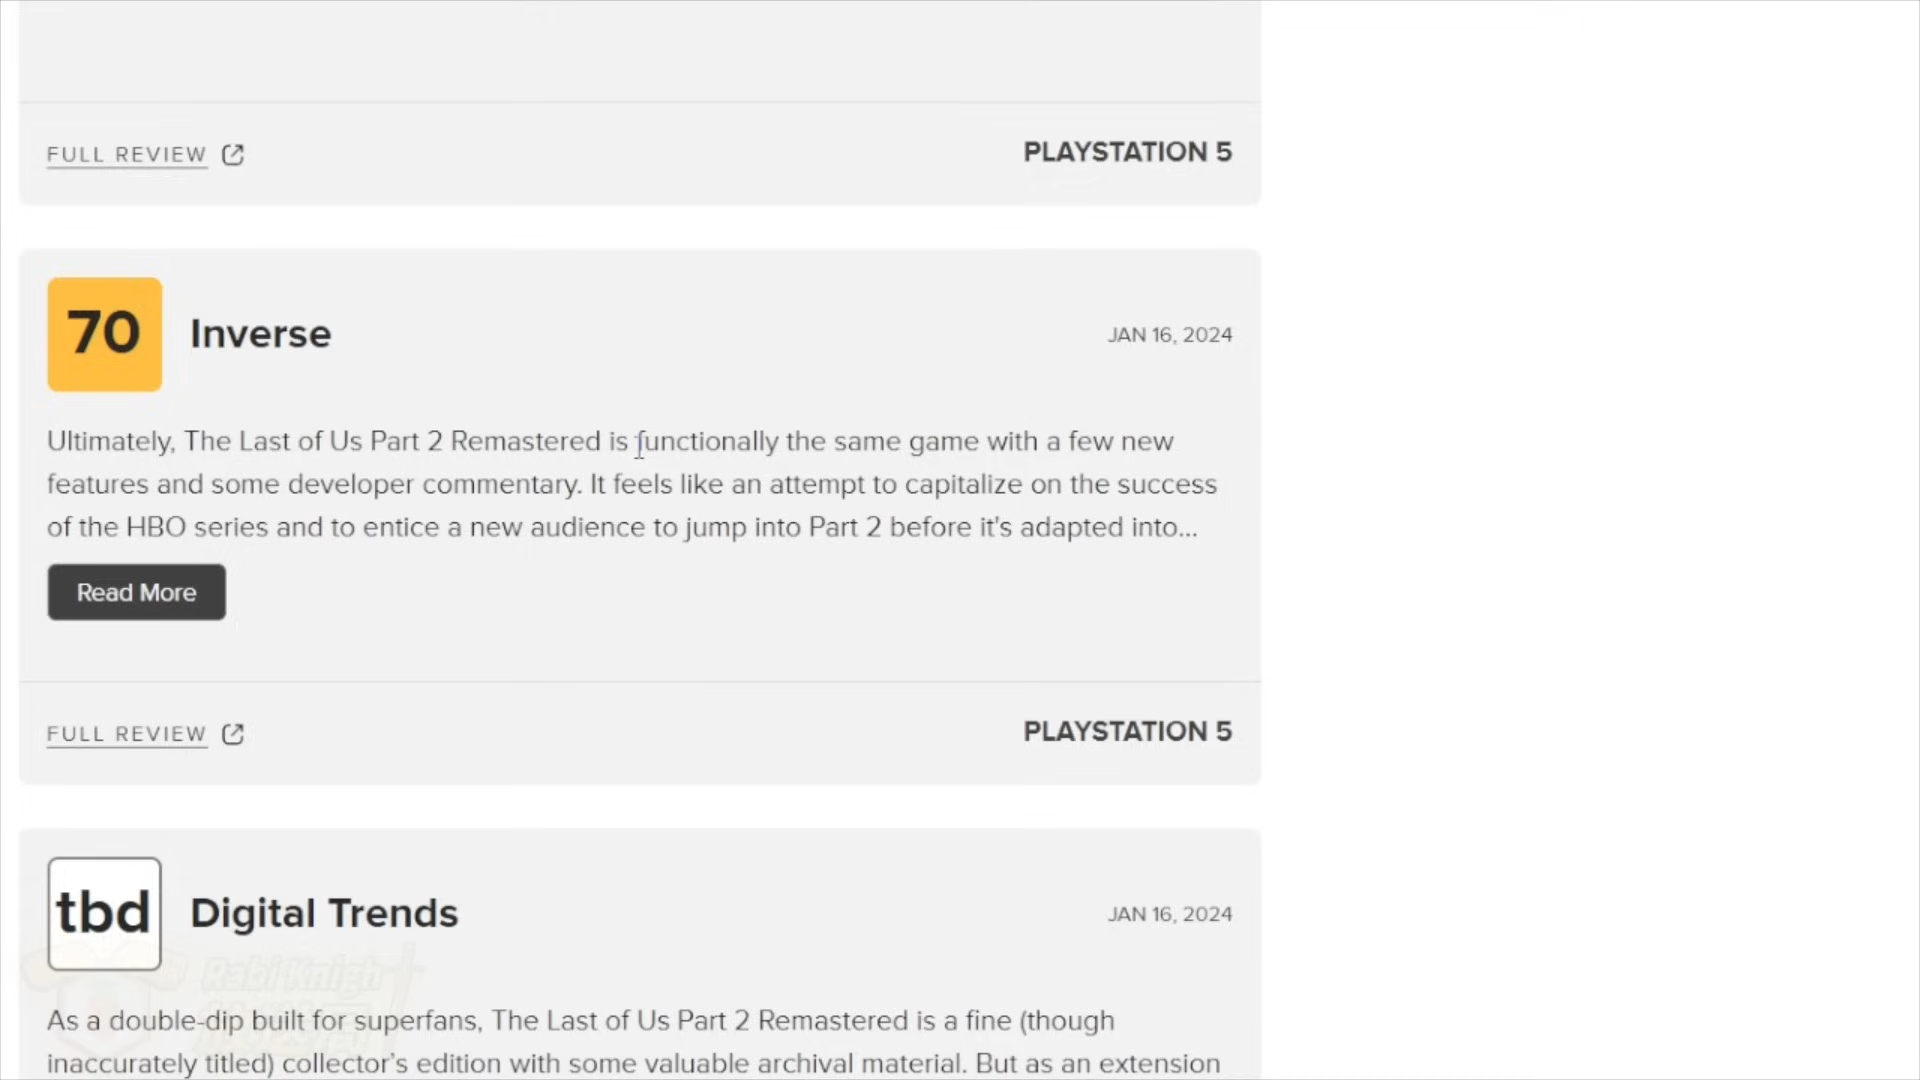 FULL REVIEW
PLAYSTATION 5
70
Inverse
JAN 16, 2024
Ultimately, The Last of Us Part 2 Remastered is functionally the same game with a few new
features and some developer commentary. It feels like an attempt to capitalize on the success
of the HBO series and to entice a new audience to jump into Part 2 before it's adapted into...
Read More
FULL REVIEW
PLAYSTATION 5
tbd
Digital Trends
JAN 16, 2024
Rabi Knigh
As a double-dip built for superfans, The Last of Us Part 2 Remastered is a fine (though
inaccurately titled) collector's edition with some valuable archival material. But as an extension